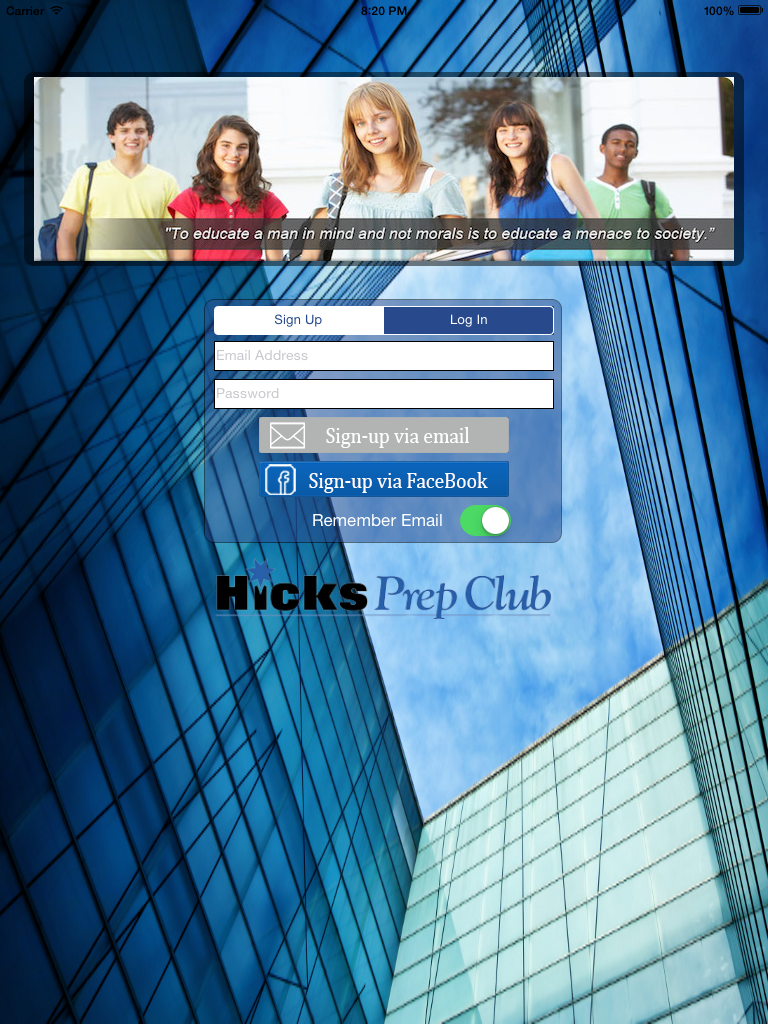 Carrier 8:20 PM 100%
"To educate a man in mind and not morals is to educate a menace to society."
Sign Up Log In
Email Address
Password
Sign-up via email
Sign-up via FaceBook
Remember Email
Hicks Prep Club